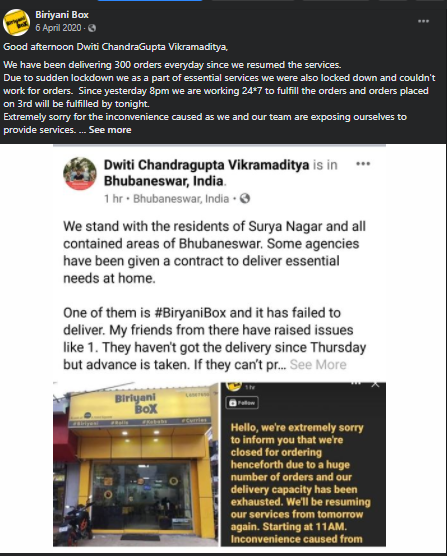 Biriyani Box
6 April 2020 ·
Good afternoon Dwiti ChandraGupta Vikramaditya,
We have been delivering 300 orders everyday since we resumed the services.
Due to sudden lockdown we as a part of essential services we were also locked down and couldn't
work for orders. Since yesterday 8pm we are working 24*7 to fulfill the orders and orders placed
on 3rd will be fulfilled by tonight.
Extremely sorry for the inconvenience caused as we and our team are exposing ourselves to
provide services. ... See more
Dwiti Chandragupta Vikramaditya is in
Bhubaneswar, India.
1 hr · Bhubaneswar, India ·
We stand with the residents of Surya Nagar and all
contained areas of Bhubaneswar. Some agencies
have been given a contract to deliver essential
needs at home.
One of them is #BiryaniBox and it has failed to
deliver. My friends from there have raised issues
like 1. They haven't got the delivery since Thursday
but advance is taken. If they can't pr... See More
Biriyani
BOX
#Biriyani #Rolls #Kebabs #Curries
1hr
Follow
Hello, we're extremely sorry
to inform you that we're
closed for ordering
henceforth due to a huge
number of orders and our
delivery capacity has been
exhausted. We'll be resuming
our services from tomorrow
again. Starting at 11AM.
Inconvenience caused from